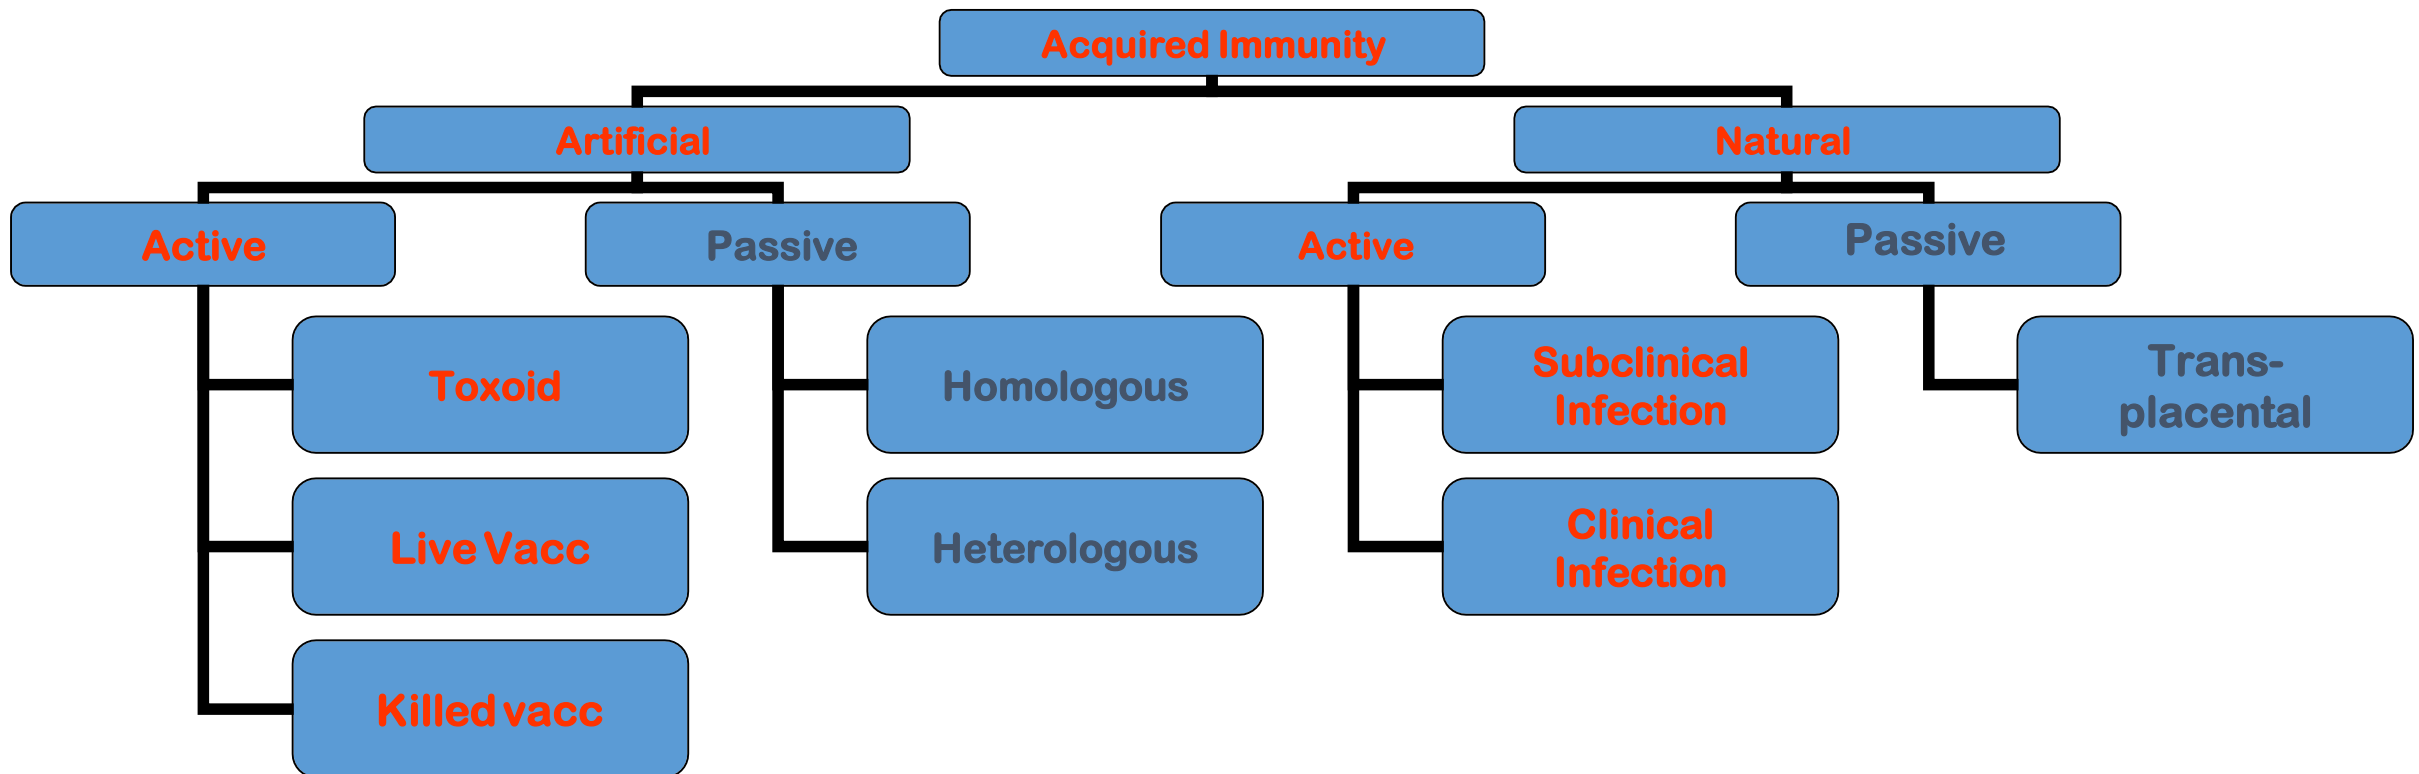 Acquired Immunity
Artificial
Natural
Active
Passive
Active
Passive
Toxoid
Homologous
Subclinical
Infection
Trans-
placental
Live Vacc
Heterologous
Clinical
Infection
Killed vacc